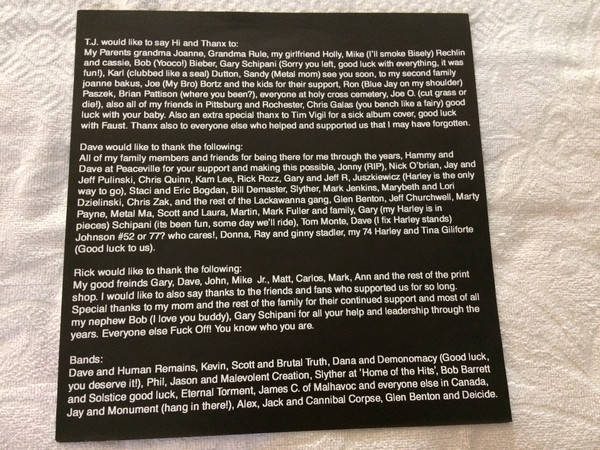 T.J. would like to say Hi and Thanx to:
My Parents grandma Joanne, Grandma Rule, my girlfriend Holly, Mike (I'll smoke Bisely) Rechlin
and cassie, Bob (Yooco!) Bieber, Gary Schipani (Sorry you left, good luck with everything, it was
fun!), Karl (clubbed like a seal) Dutton, Sandy (Metal mom) see you soon, to my second family
joanne bakus, Joe (My Bro) Bortz and the kids for their support, Ron (Blue Jay on my shoulder)
Paszek, Brian Pattison (where you been?), everyone at holy cross cemetery, Joe O. (cut grass or
die!), also all of my friends in Pittsburg and Rochester, Chris Galas (you bench like a fairy) good
luck with your baby. Also an extra special thanx to Tim Vigil for a sick album cover, good luck
with Faust. Thanx also to everyone else who helped and supported us that I may have forgotten.
Dave would like to thank the following:
All of my family members and friends for being there for me through the years, Hammy and
Dave at Peaceville for your support and making this possible, Jonny (RIP), Nick O'brian, Jay and
Jeff Pulinski, Chris Quinn, Kam Lee, Rick Rozz, Gary and Jeff R, Juszkiewicz (Harley is the only
way to go), Staci and Eric Bogdan, Bill Demaster, Slyther, Mark Jenkins, Marybeth and Lori
Dzielinski, Chris Zak, and the rest of the Lackawanna gang, Glen Benton, Jeff Churchwell, Marty
Payne, Metal Ma, Scott and Laura, Martin, Mark Fuller and family, Gary (my Harley is in
pieces) Schipani (its been fun, some day we'll ride), Tom Monte, Dave (I fix Harley stands)
Johnson #52 or 77? who cares!, Donna, Ray and ginny stadler, my 74 Harley and Tina Giliforte
(Good luck to us).
Rick would like to thank the following:
My good freinds Gary, Dave, John, Mike Jr., Matt, Carlos, Mark, Ann and the rest of the print
shop. I would like to also say thanks to the friends and fans who supported us for so long.
Special thanks to my mom and the rest of the family for their continued support and most of all
my nephew Bob (I love you buddy), Gary Schipani for all your help and leadership through the
years. Everyone else Fuck Off! You know who you are.
Bands:
Dave and Human Remains, Kevin, Scott and Brutal Truth, Dana and Demonomacy (Good luck,
you deserve it!), Phil, Jason and Malevolent Creation, Slyther at 'Home of the Hits', Bob Barrett
and Solstice good luck, Eternal Torment, James C. of Malhavoc and everyone else in Canada,
Jay and Monument (hang in there!), Alex, Jack and Cannibal Corpse, Glen Benton and Deicide.